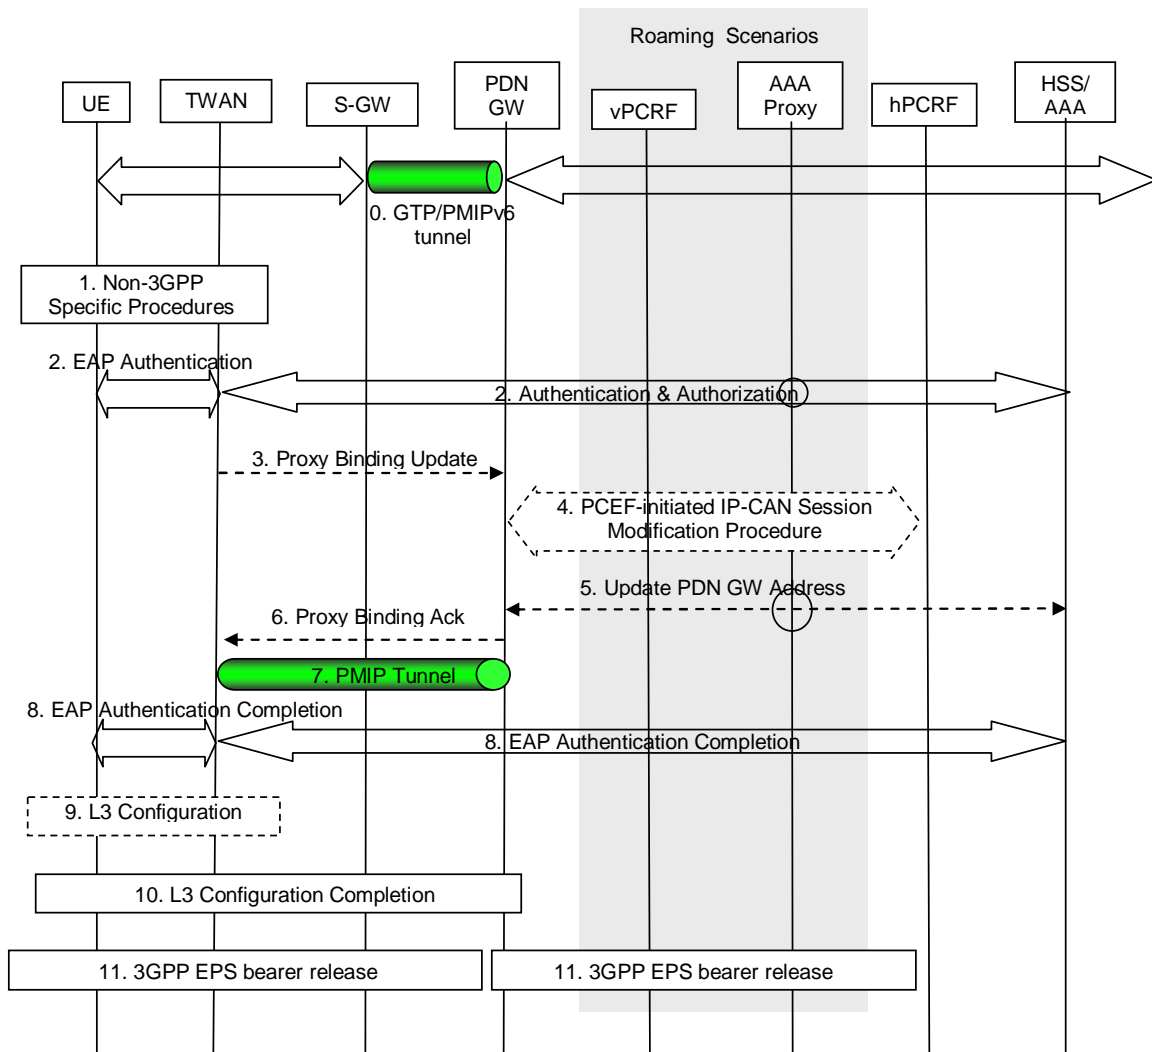 Roaming Scenarios
UE
TWAN
S-GW
PDN
GW
vPCRF
AAA
Proxy
hPCRF
HSS/
AAA
0. GTP/PMIPv6
tunnel
1. Non-3GPP
Specific Procedures
2. EAP Authentication
2. Authentication & Authorization
3. Proxy Binding Update
4. PCEF-initiated IP-CAN Session
Modification Procedure
5. Update PDN GW Address
6. Proxy Binding Ack
7. PMIP Tunnel
8. EAP Authentication Completion
8. EAP Authentication Completion
9. L3 Configuration
10. L3 Configuration Completion
11. 3GPP EPS bearer release
11. 3GPP EPS bearer release